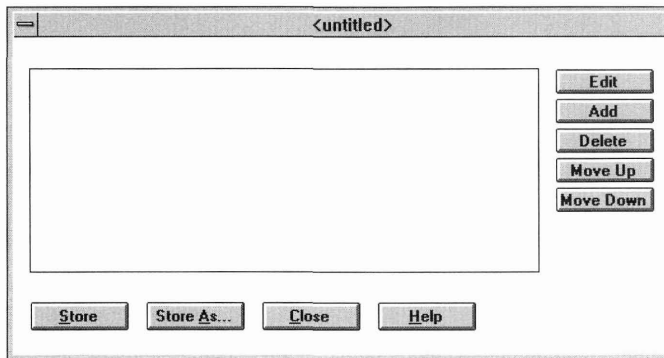 <untitled>
Edit
Add
Delete
Move Up
Move Down
Store Store As... Close Help